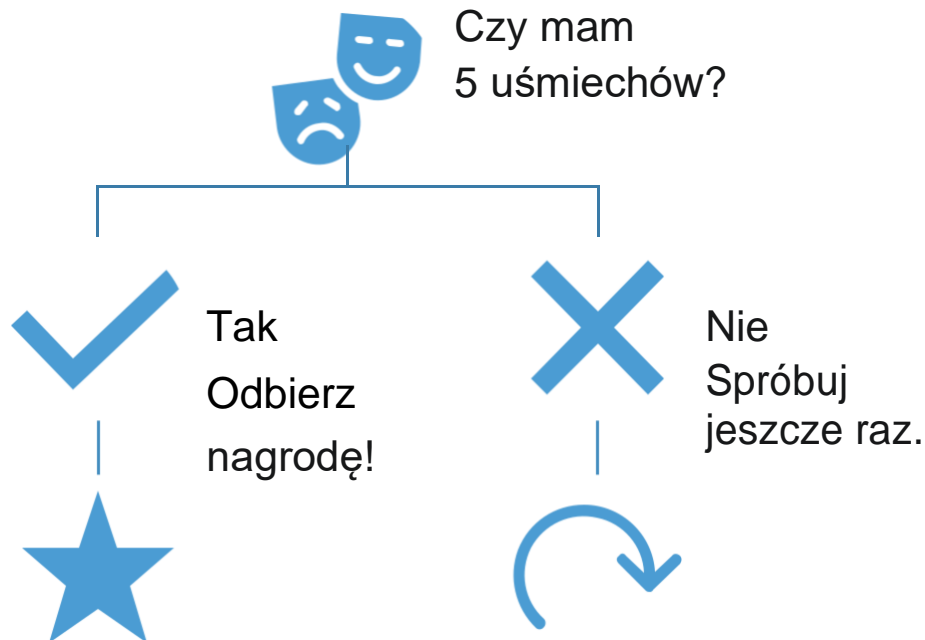 Czy mam
5 uśmiechów?
Tak
Odbierz
nagrodę!
Nie
Spróbuj
jeszcze raz.